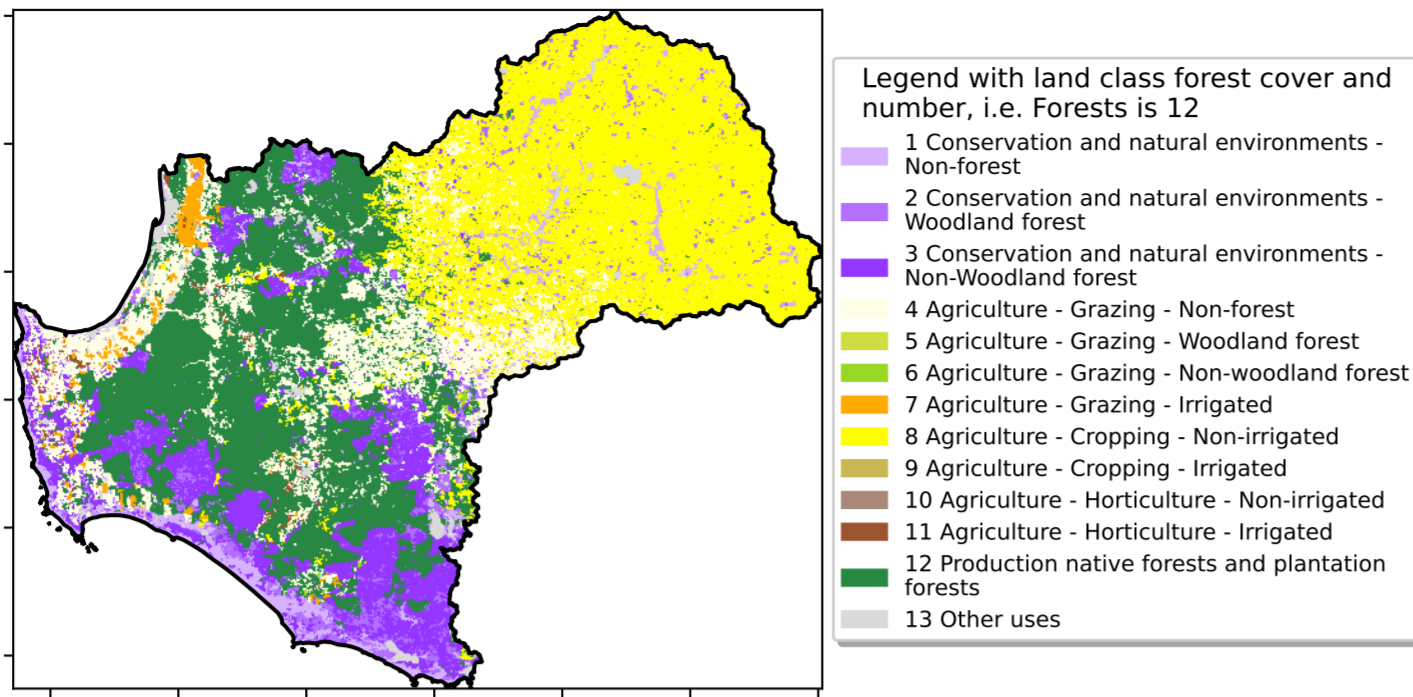 Legend with land class forest cover and
number, i.e. Forests is 12
1 Conservation and natural environments -
Non-forest
2 Conservation and natural environments -
Woodland forest
3 Conservation and natural environments -
Non-Woodland forest
4 Agriculture - Grazing - Non-forest
5 Agriculture - Grazing - Woodland forest
6 Agriculture - Grazing - Non-woodland forest
7 Agriculture - Grazing - Irrigated
8 Agriculture - Cropping - Non-irrigated
9 Agriculture - Cropping - Irrigated
10 Agriculture - Horticulture - Non-irrigated
11 Agriculture - Horticulture - Irrigated
12 Production native forests and plantation
forests
13 Other uses